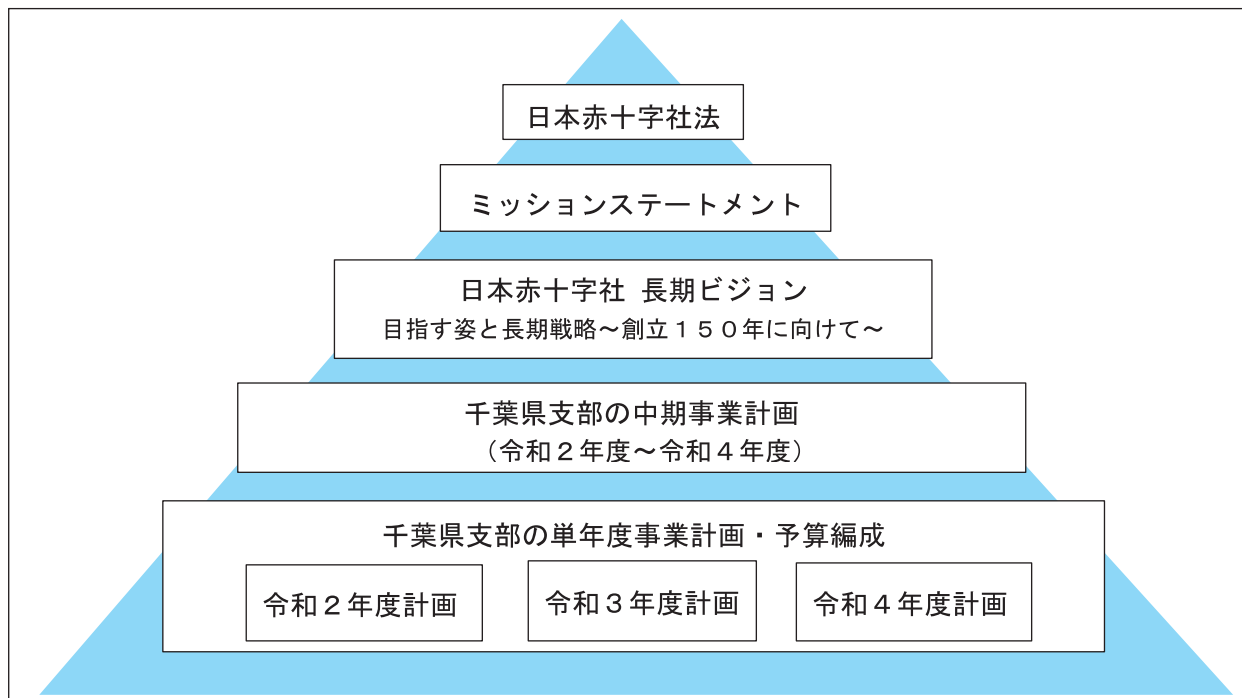 日本赤十字社法
ミッションステートメント
日本赤十字社 長期ビジョン
目指す姿と長期戦略～創立１５０年に向けて～
千葉県支部の中期事業計画
（令和２年度～令和４年度）
千葉県支部の単年度事業計画・予算編成
令和２年度計画
令和３年度計画
令和４年度計画